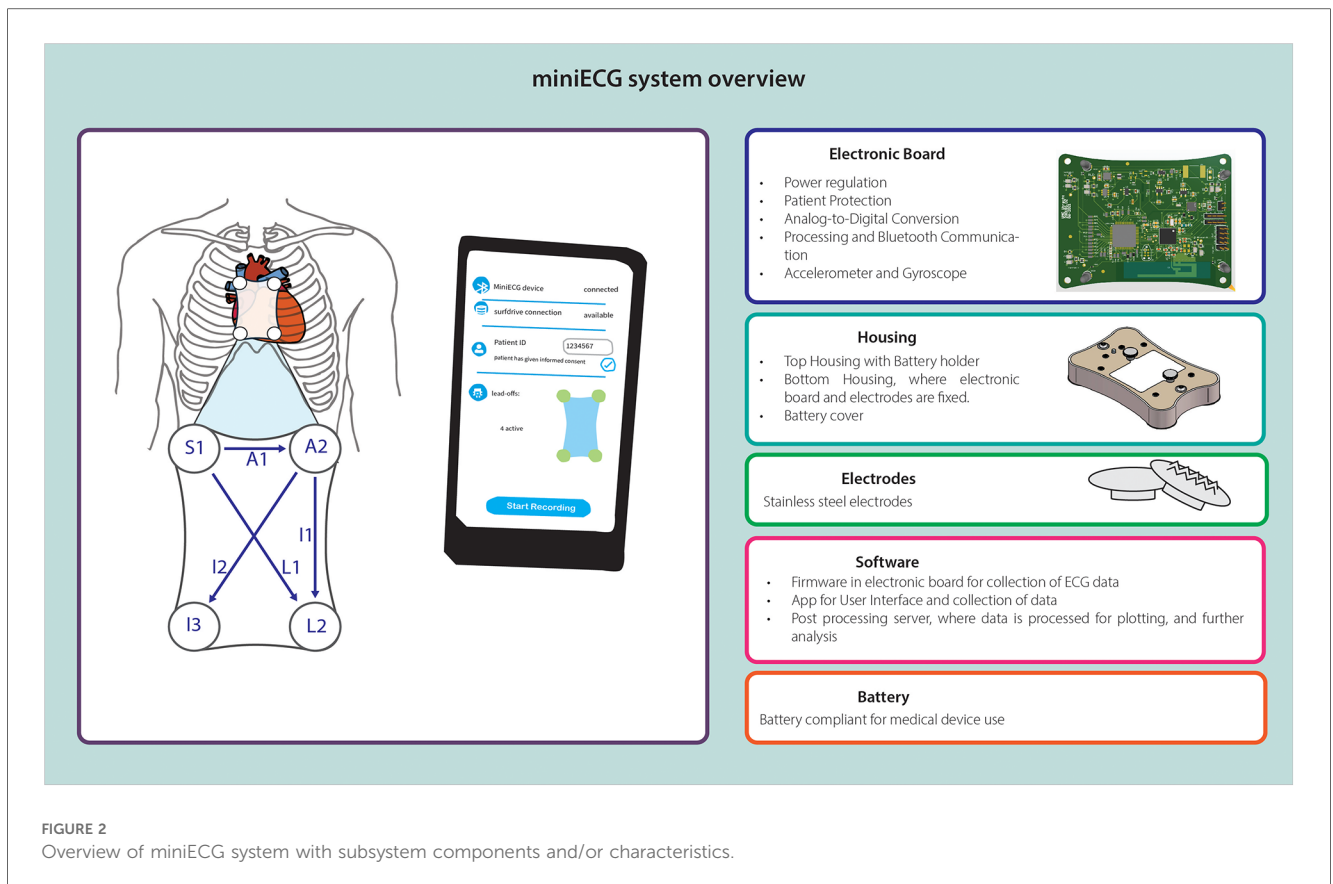 miniECG system overview
S1
A1
A2
I1
I2
L1
I3
L2
MiniECG device connected
surfdrive connection available
Patient ID 1234567
patient has given informed consent
lead-offs:
4 active
Start Recording
Electronic Board
• Power regulation
• Patient Protection
• Analog-to-Digital Conversion
• Processing and Bluetooth Communica-
tion
• Accelerometer and Gyroscope
Housing
• Top Housing with Battery holder
• Bottom Housing, where electronic
board and electrodes are fixed.
• Battery cover
Electrodes
Stainless steel electrodes
Software
• Firmware in electronic board for collection of ECG data
• App for User Interface and collection of data
• Post processing server, where data is processed for plotting, and further
analysis
Battery
Battery compliant for medical device use
FIGURE 2
Overview of miniECG system with subsystem components and/or characteristics.